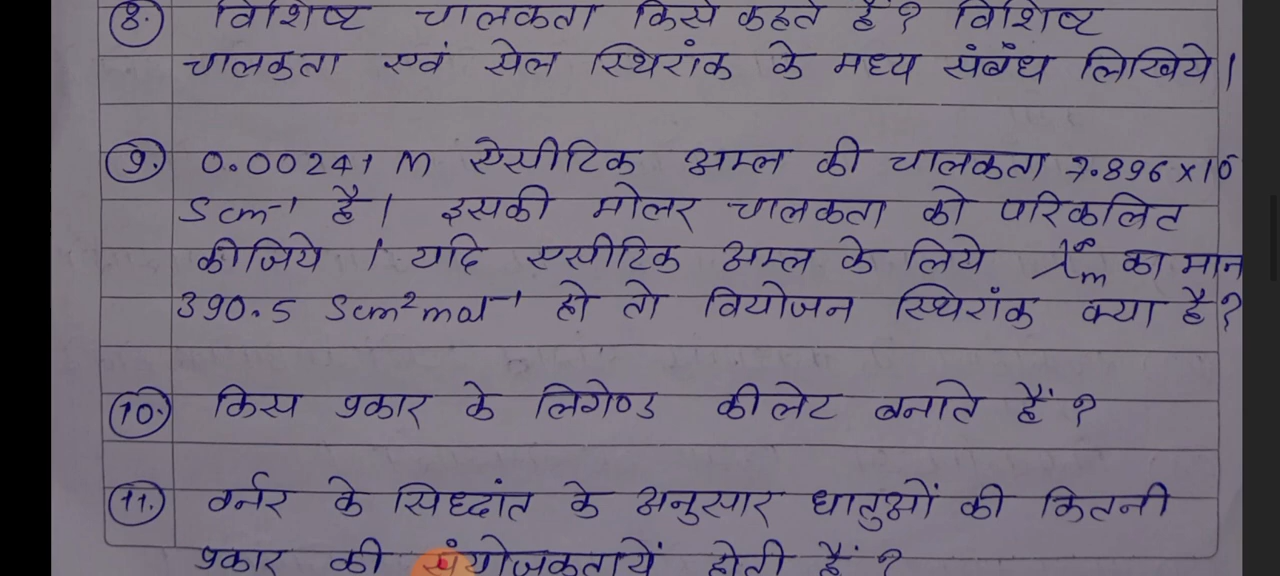 8. विशिष्ट चालकता किसे कहते हैं? विशिष्ट
चालकता एवं सेल स्थिरांक के मध्य संबंध लिखिये।
9. 0.00241 M ऐसीटिक अम्ल की चालकता 7.896 × 10
S cm⁻¹ है। इसकी मोलर चालकता को परिकलित
कीजिये। यदि एसीटिक अम्ल के लिये λ°m का मान
390.5 S cm² mol⁻¹ हो तो वियोजन स्थिरांक क्या है?
10. किस प्रकार के लिगेण्ड कीलेट बनाते हैं?
11. वर्नर के सिध्दांत के अनुसार धातुओं की कितनी
प्रकार की संयोजकतायें होती हैं?